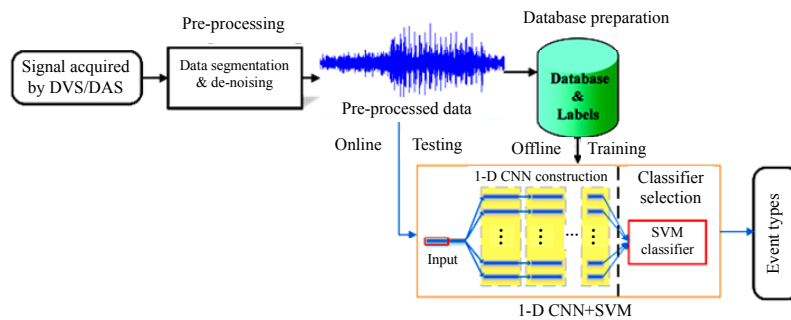 Pre-processing
Database preparation
Signal acquired
by DVS/DAS
Data segmentation
& de-noising
Pre-processed data
Database
&
Labels
Online
Testing
Offline
Training
1-D CNN construction
Classifier
selection
Input
...
SVM
classifier
Event types
1-D CNN+SVM